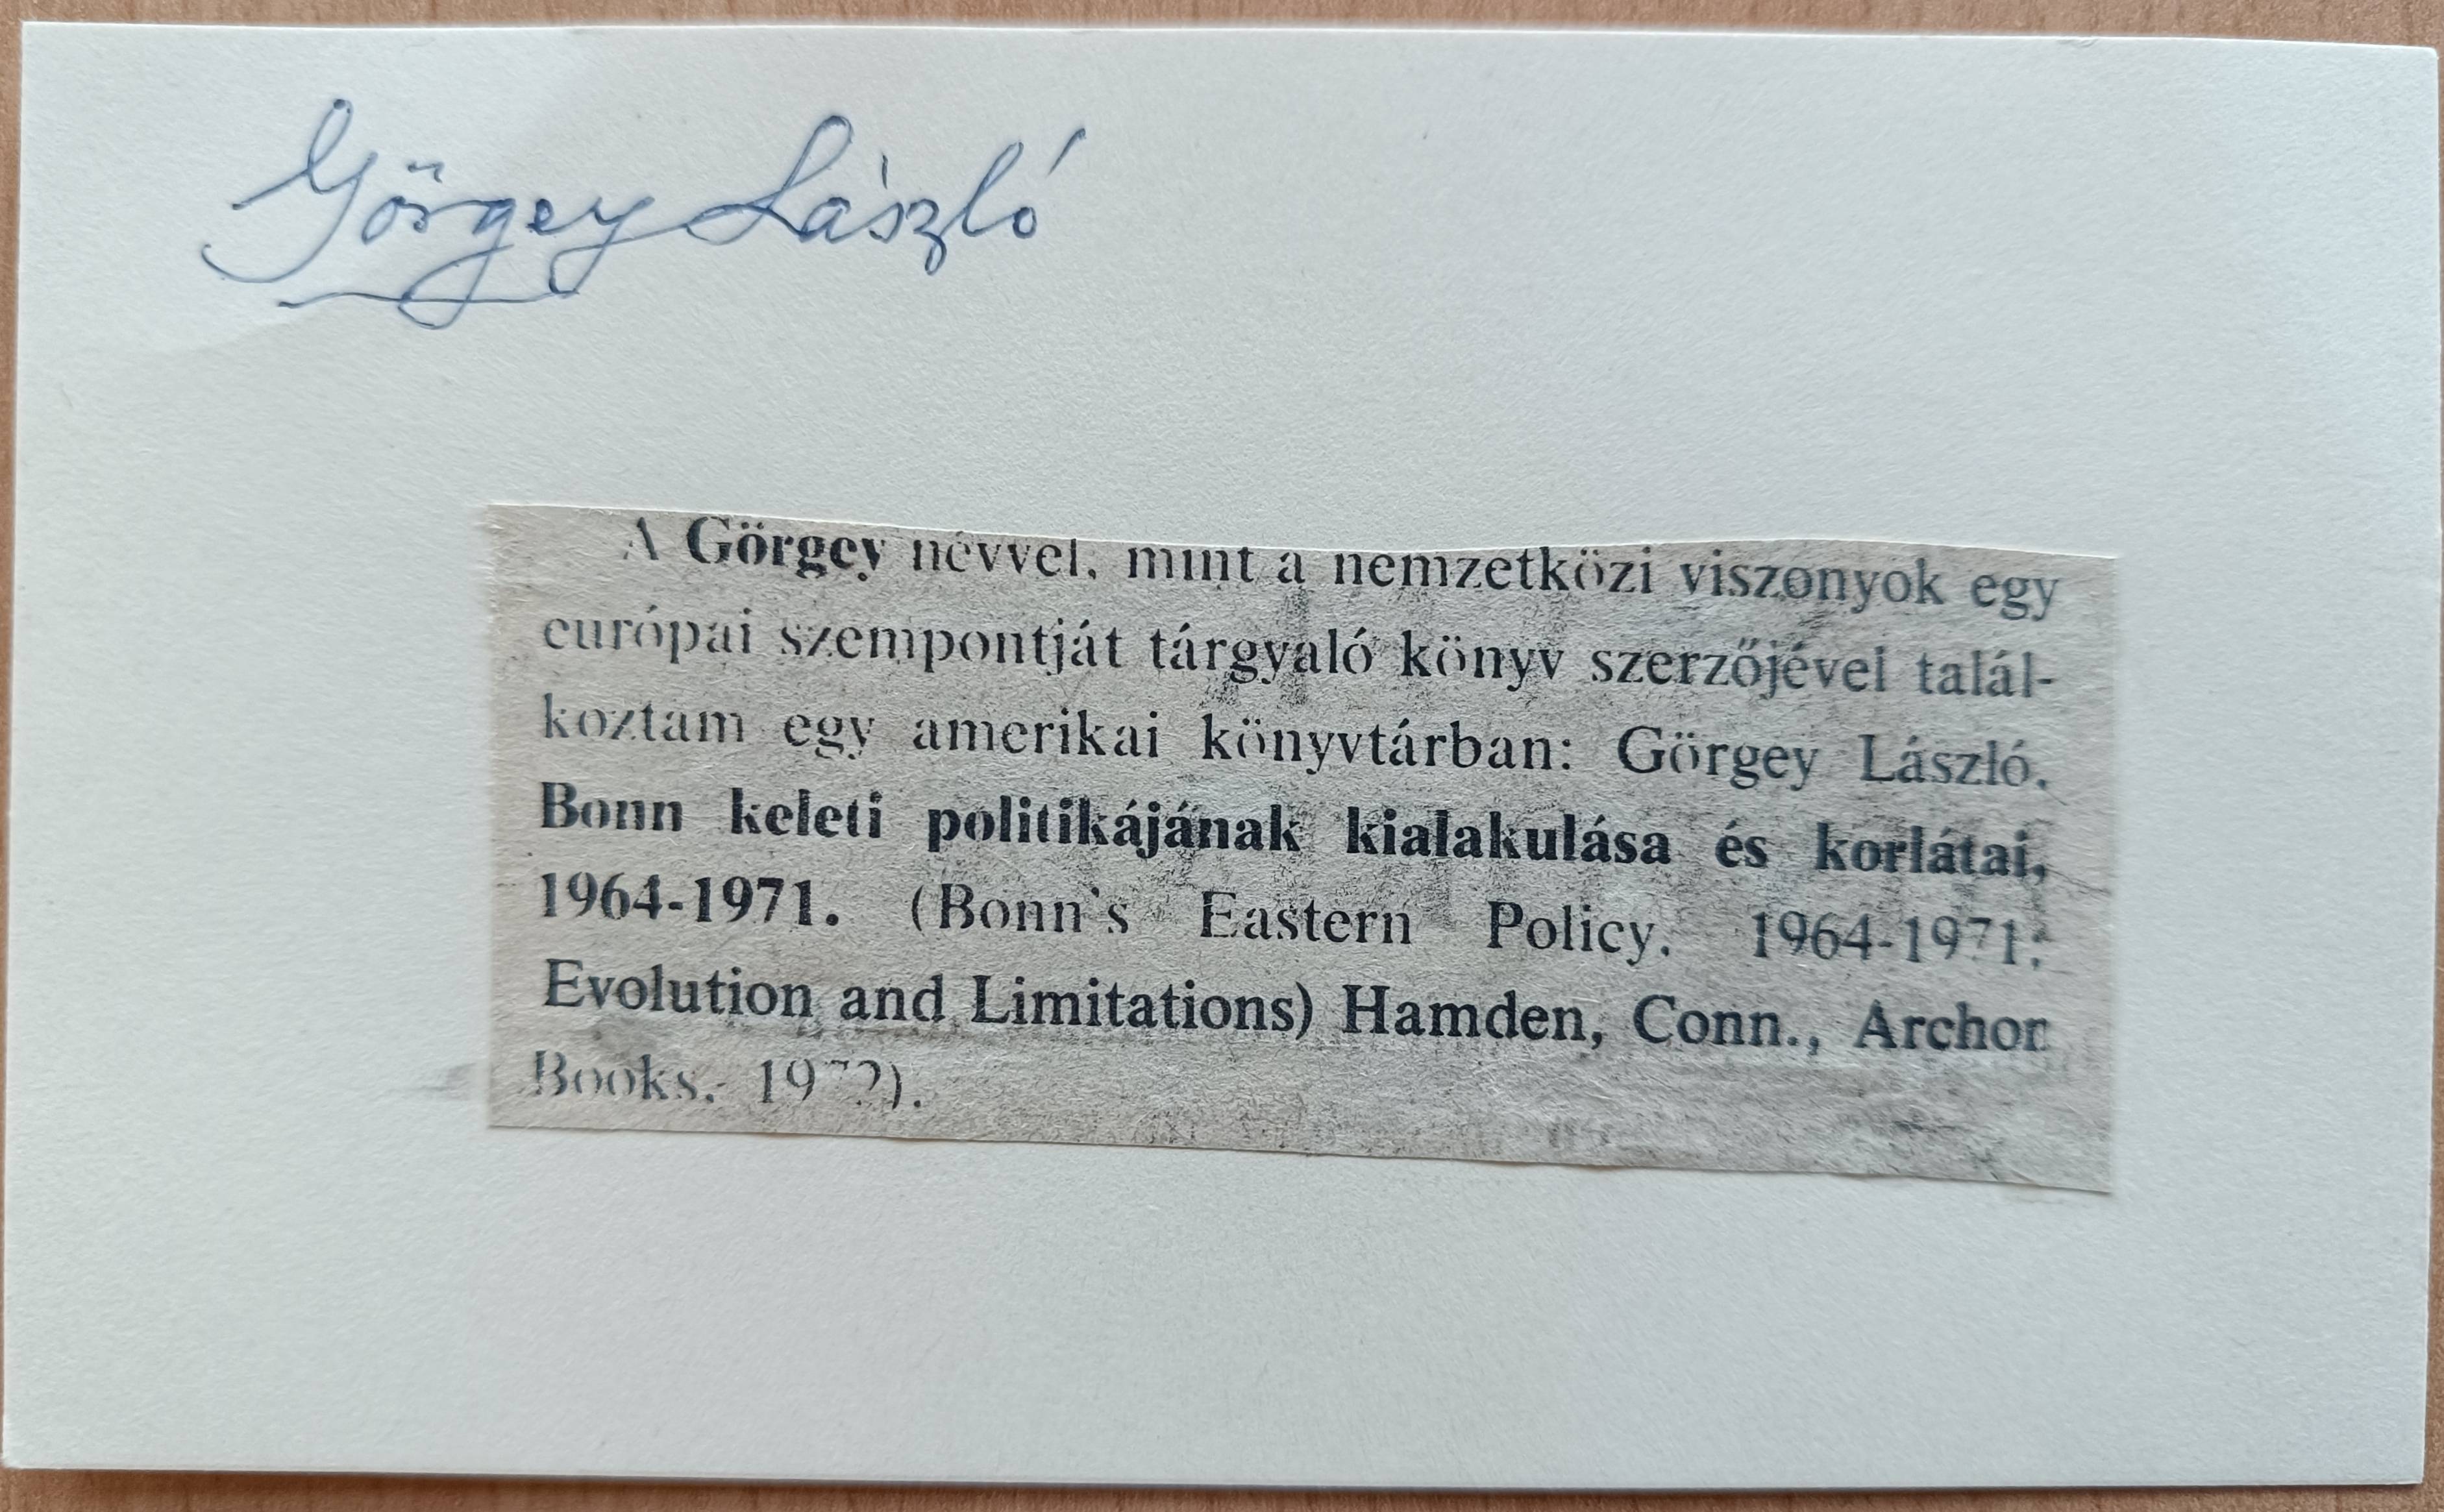 Görgey László
A Görgey névvel, mint a nemzetközi viszonyok egy
európai szempontját tárgyaló könyv szerzőjével talál-
koztam egy amerikai könyvtárban: Görgey László.
Bonn keleti politikájának kialakulása és korlátai,
1964-1971. (Bonn's Eastern Policy. 1964-1971:
Evolution and Limitations) Hamden, Conn., Archor
Books.